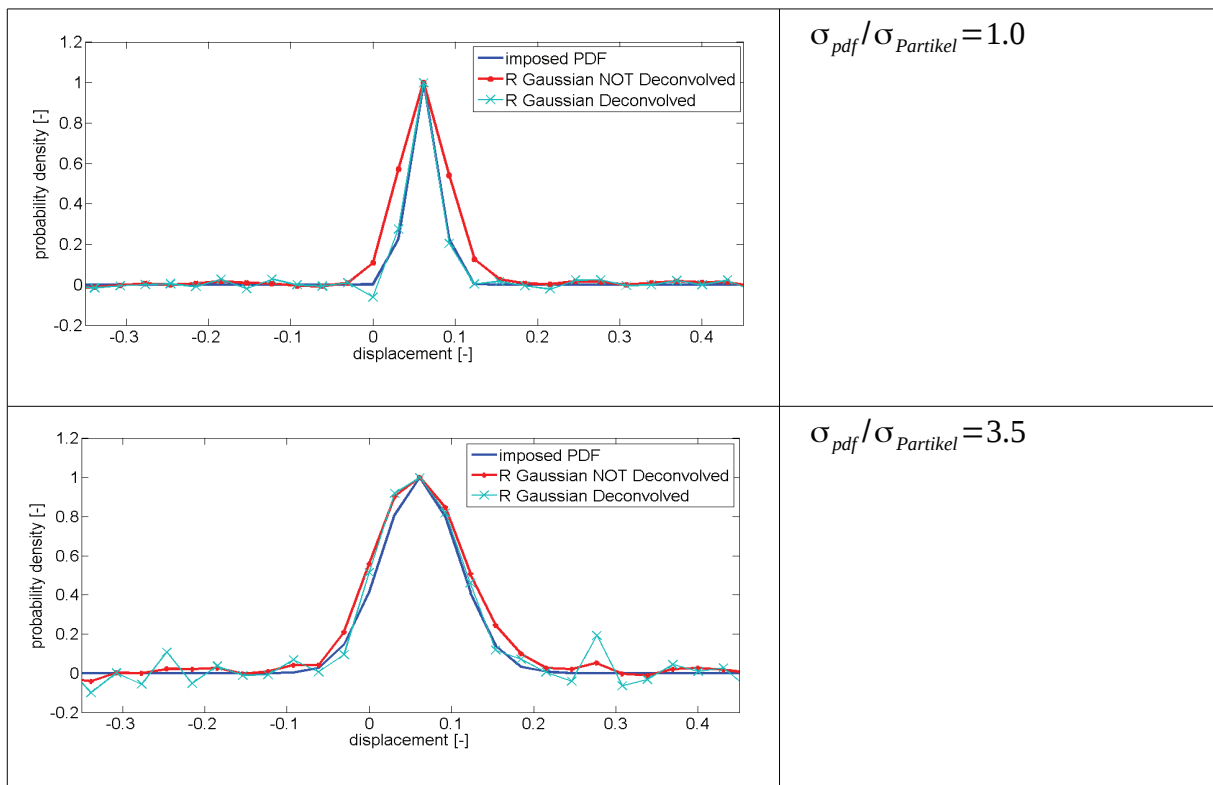 σpdf/σPartikel=1.0
1.2
1
0.8
0.6
0.4
0.2
0
-0.2
probability density [-]
imposed PDF
R Gaussian NOT Deconvolved
R Gaussian Deconvolved
-0.3 -0.2 -0.1 0 0.1 0.2 0.3 0.4
displacement [-]
σpdf/σPartikel=3.5
1.2
1
0.8
0.6
0.4
0.2
0
-0.2
probability density [-]
imposed PDF
R Gaussian NOT Deconvolved
R Gaussian Deconvolved
-0.3 -0.2 -0.1 0 0.1 0.2 0.3 0.4
displacement [-]